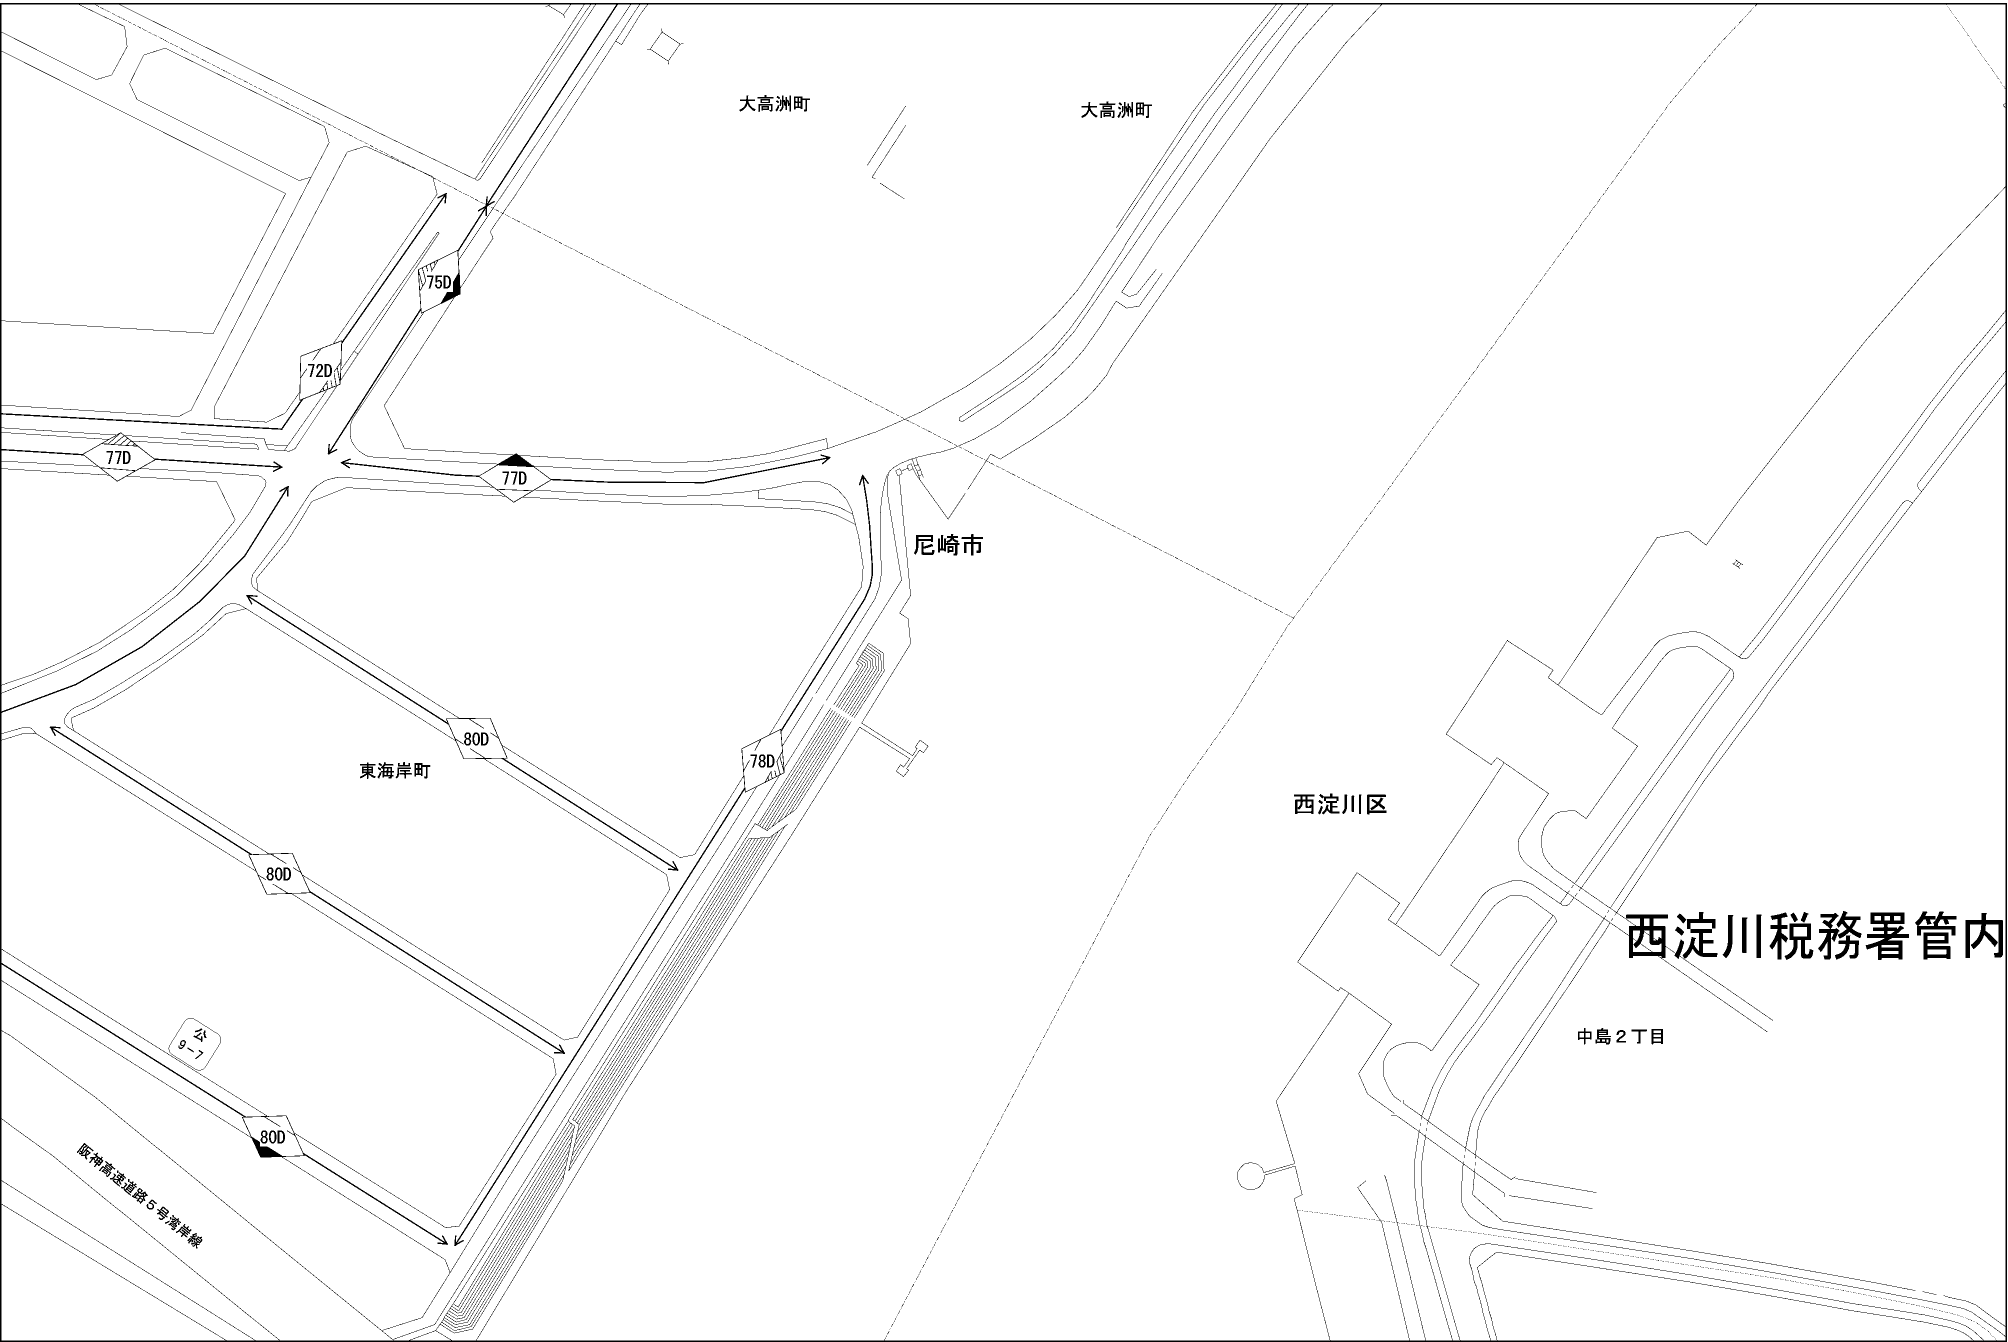 大高洲町
大高洲町
75D
72D
77D
77D
尼崎市
80D
78D
東海岸町
西淀川区
80D
西淀川税務署管内
公
9-7
中島2丁目
80D
阪神高速道路5号湾岸線